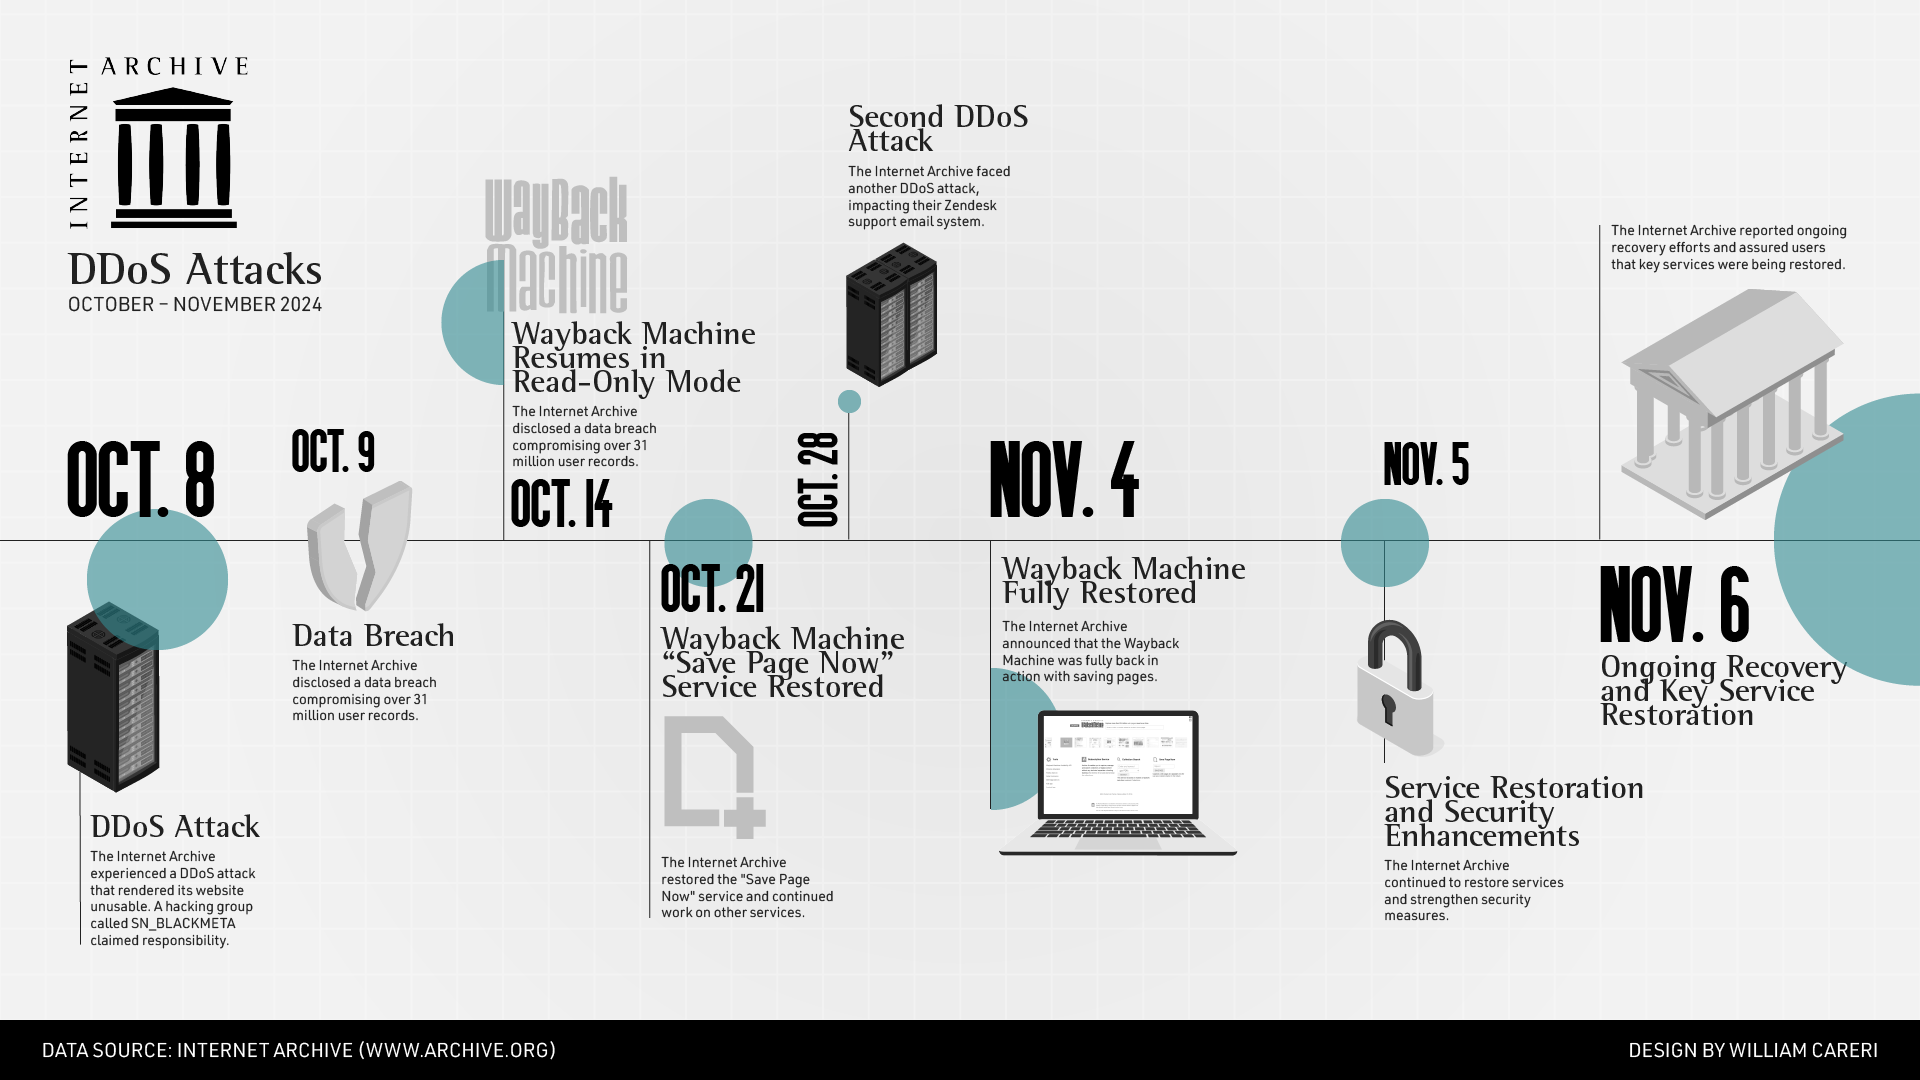 INTERNET
ARCHIVE
DDoS Attacks
OCTOBER – NOVEMBER 2024
OCT. 8
DDoS Attack
The Internet Archive
experienced a DDoS attack
that rendered its website
unusable. A hacking group
called SN_BLACKMETA
claimed responsibility.
OCT. 9
Data Breach
The Internet Archive
disclosed a data breach
compromising over 31
million user records.
WayBack
Machine
Wayback Machine
Resumes in
Read-Only Mode
The Internet Archive
disclosed a data breach
compromising over 31
million user records.
OCT. 14
OCT. 21
Wayback Machine
“Save Page Now”
Service Restored
The Internet Archive
restored the "Save Page
Now" service and continued
work on other services.
Second DDoS
Attack
The Internet Archive faced
another DDoS attack,
impacting their Zendesk
support email system.
OCT. 28
NOV. 4
Wayback Machine
Fully Restored
The Internet Archive
announced that the Wayback
Machine was fully back in
action with saving pages.
NOV. 5
Service Restoration
and Security
Enhancements
The Internet Archive
continued to restore services
and strengthen security
measures.
The Internet Archive reported ongoing
recovery efforts and assured users
that key services were being restored.
NOV. 6
Ongoing Recovery
and Key Service
Restoration
DATA SOURCE: INTERNET ARCHIVE (WWW.ARCHIVE.ORG)
DESIGN BY WILLIAM CARERI